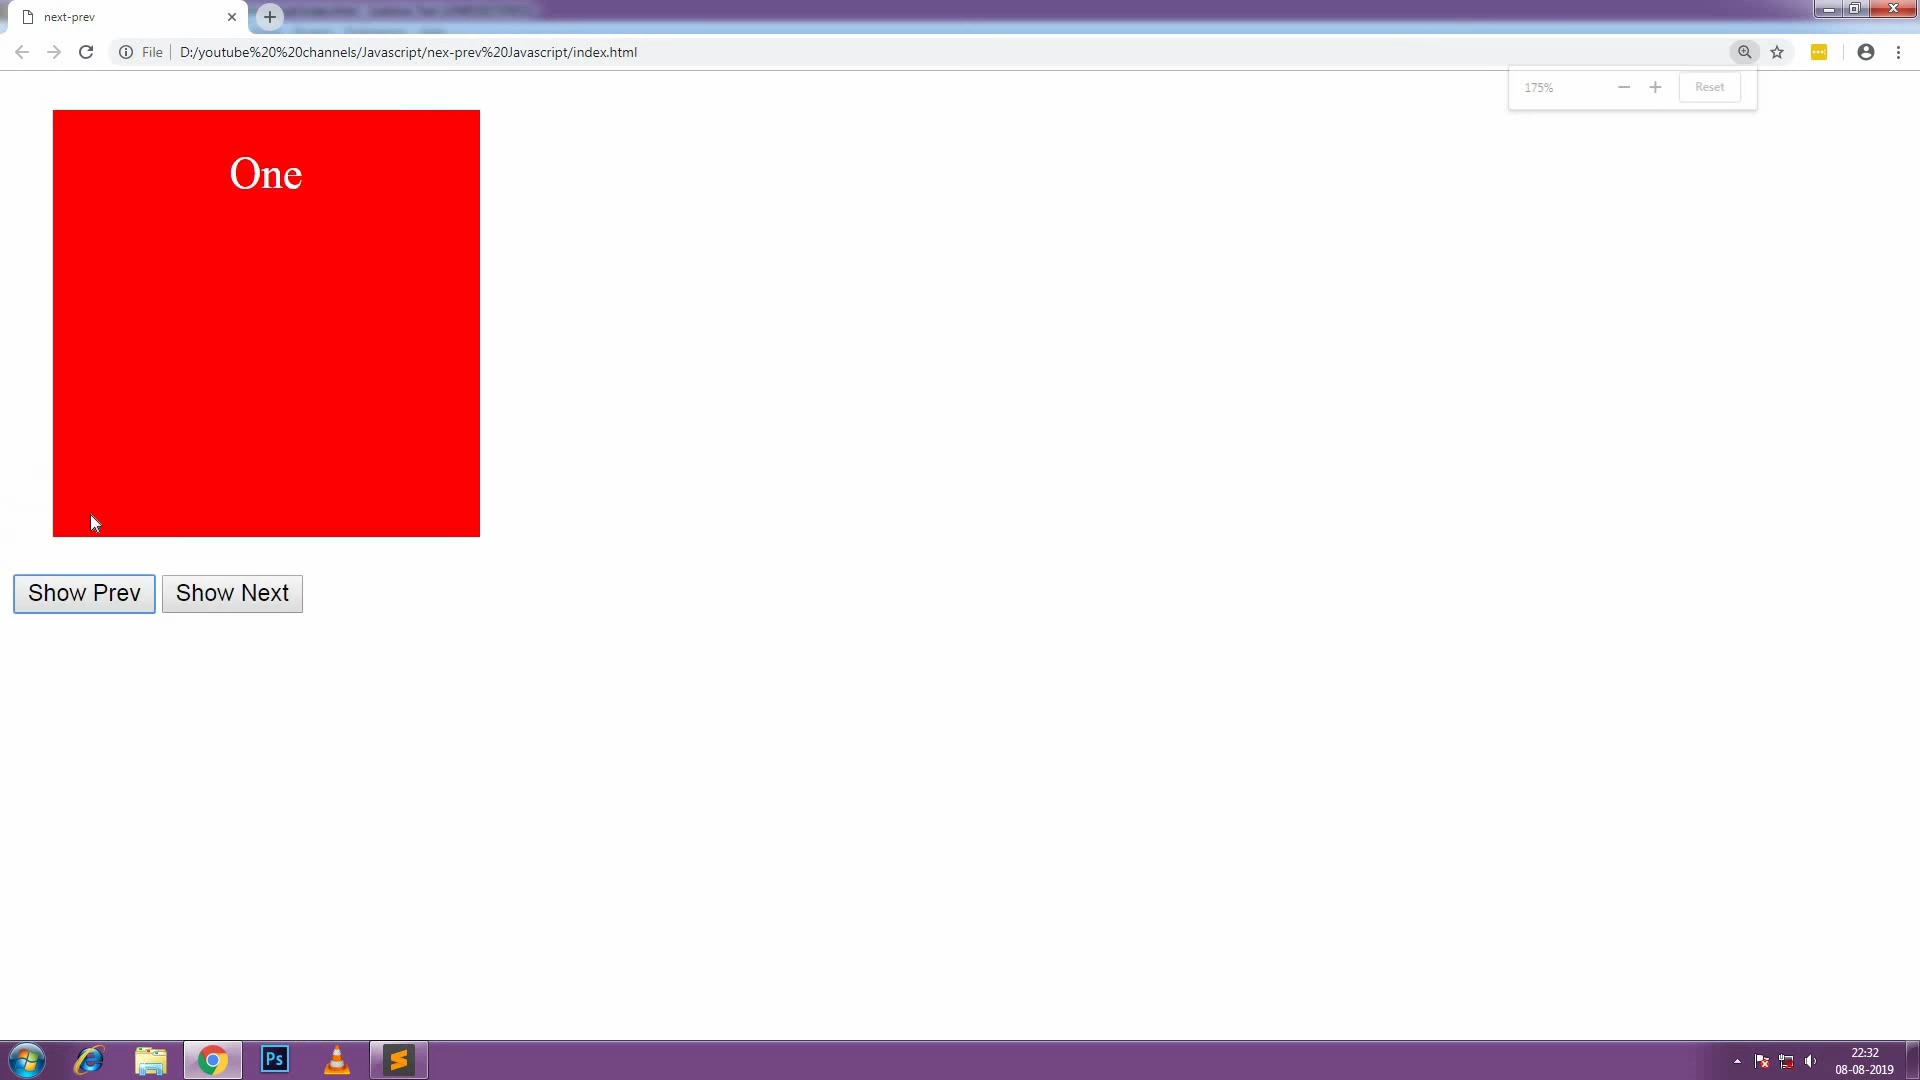 next-prev
File
D:/youtube%20%20channels/Javascript/nex-prev%20Javascript/index.html
175%
Reset
One
Show Prev
Show Next
Ps
22:32
08-08-2019